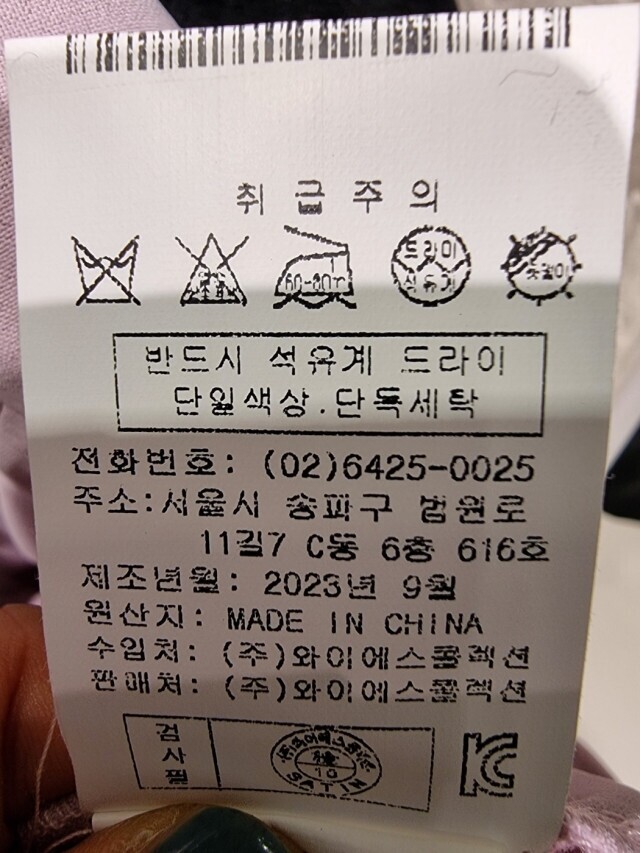 취급주의
드라이
석유계
반드시 석유계 드라이
단일색상.단독세탁
전화번호: (02)6425-0025
주소:서울시 송파구 법원로
11길7 C동 6층 616호
제조년월: 2023년 9월
원산지: MADE IN CHINA
수입처: (주)와이에스콜렉션
판매처: (주)와이에스콜렉션
검사필
10
SATIN
KC